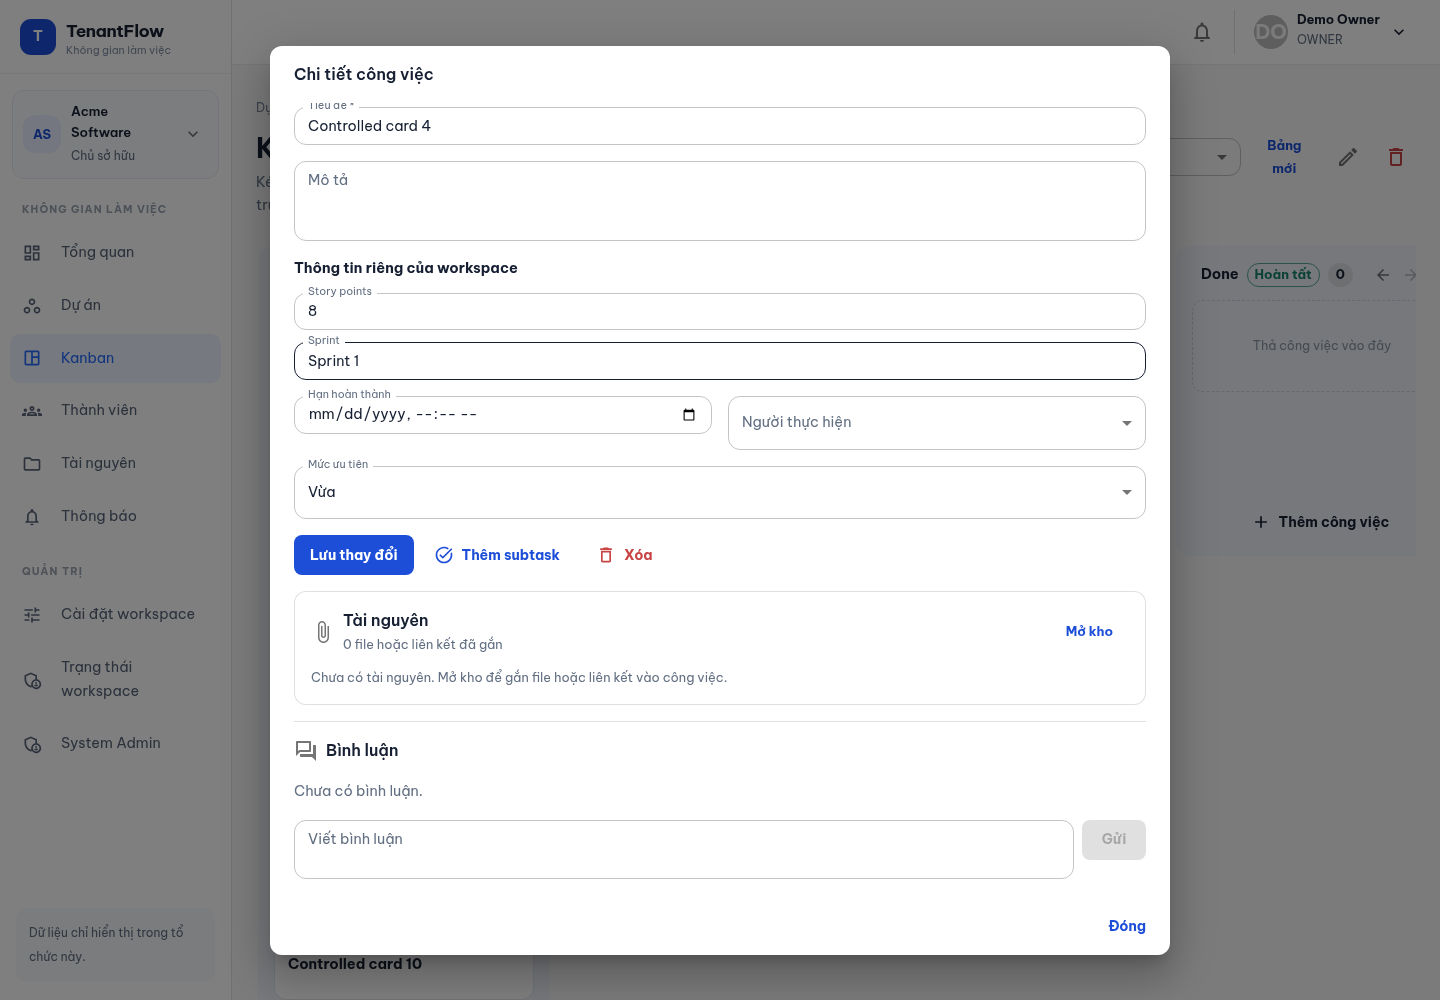 T
TenantFlow
Không gian làm việc
AS
Acme
Software
Chủ sở hữu
KHÔNG GIAN LÀM VIỆC
Tổng quan
Dự án
Kanban
Thành viên
Tài nguyên
Thông báo
QUẢN TRỊ
Cài đặt workspace
Trạng thái
workspace
System Admin
Dữ liệu chỉ hiển thị trong tổ
chức này.
DO
Demo Owner
OWNER
Bảng
mới
Chi tiết công việc
Tiêu đề *
Controlled card 4
Mô tả
Thông tin riêng của workspace
Story points
8
Sprint
Sprint 1
Hạn hoàn thành
mm/dd/yyyy, --:-- --
Người thực hiện
Mức ưu tiên
Vừa
Lưu thay đổi
Thêm subtask
Xóa
Tài nguyên
0 file hoặc liên kết đã gắn
Mở kho
Chưa có tài nguyên. Mở kho để gắn file hoặc liên kết vào công việc.
Bình luận
Chưa có bình luận.
Viết bình luận
Gửi
Đóng
Done
Hoàn tất
0
Thả công việc vào đây
Thêm công việc
Controlled card 10